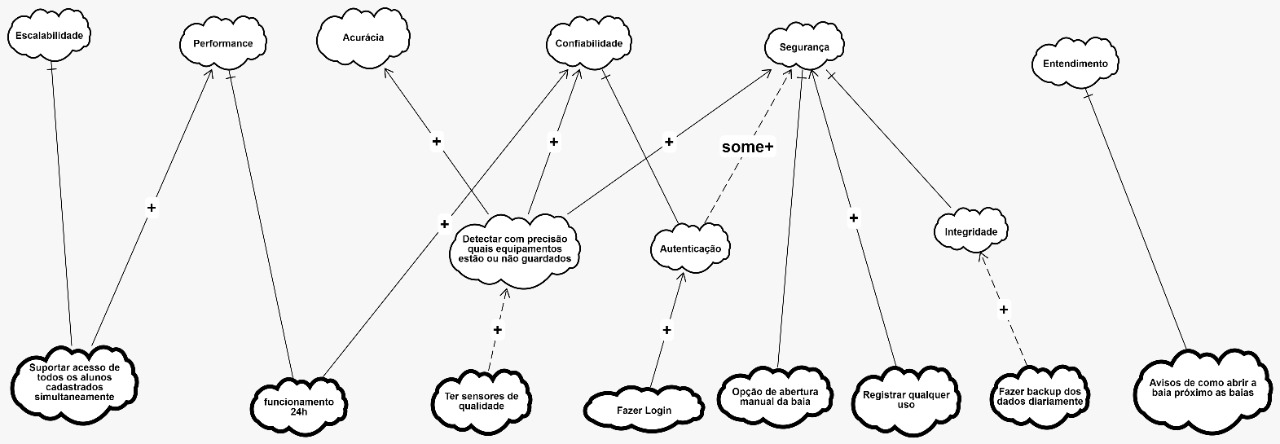 Escalabilidade
Performance
Acurácia
Confiabilidade
Segurança
Entendimento
+
+
+
some+
+
+
+
Detectar com precisão
quais equipamentos
estão ou não guardados
Autenticação
Integridade
+
+
+
Suportar acesso de
todos os alunos
cadastrados
simultaneamente
funcionamento
24h
Ter sensores de
qualidade
Fazer Login
Opção de abertura
manual da baia
Registrar qualquer
uso
Fazer backup dos
dados diariamente
Avisos de como abrir a
baia próximo as baias